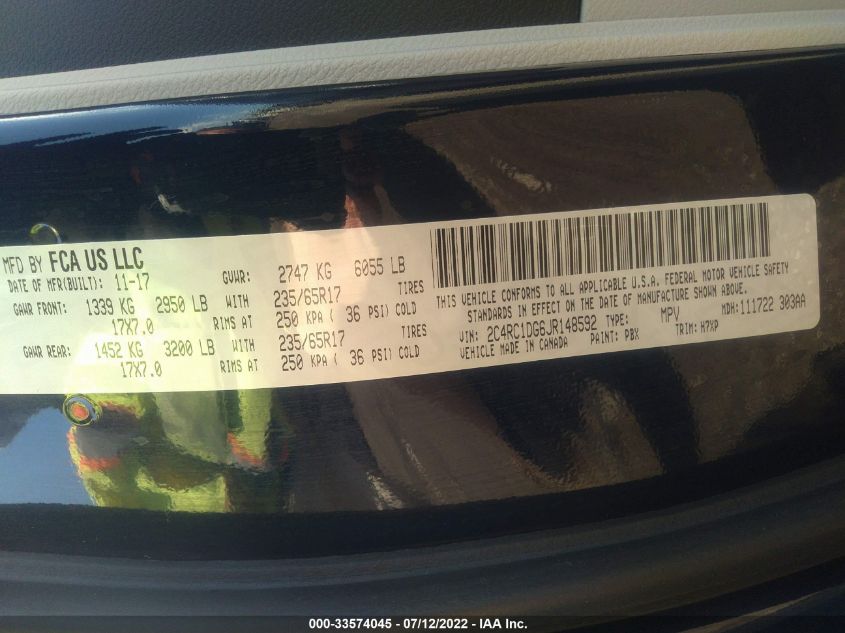 MFD BY FCA US LLC
DATE OF MFR(BUILT): 11-17 GVWR: 2747 KG 6055 LB
GAWR FRONT: 1339 KG 2950 LB WITH 235/65R17 TIRES
17X7.0 RIMS AT 250 KPA ( 36 PSI) COLD
GAWR REAR: 1452 KG 3200 LB WITH 235/65R17 TIRES
17X7.0 RIMS AT 250 KPA ( 36 PSI) COLD
THIS VEHICLE CONFORMS TO ALL APPLICABLE U.S.A. FEDERAL MOTOR VEHICLE SAFETY
STANDARDS IN EFFECT ON THE DATE OF MANUFACTURE SHOWN ABOVE.
VIN: 2C4RC1DG6JR148592 TYPE: MPV MDH: 111722 303AA
VEHICLE MADE IN CANADA PAINT: PBX TRIM: H7XP
000-33574045 - 07/12/2022 - IAA Inc.